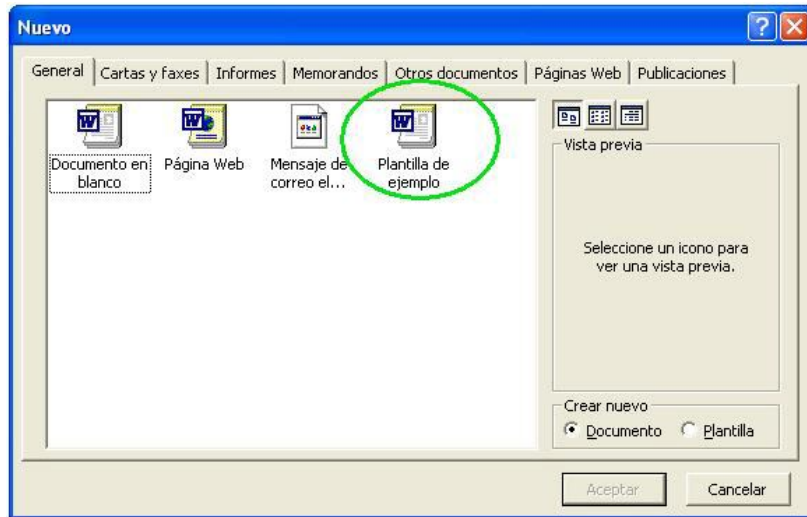 Nuevo
General
Cartas y faxes
Informes
Memorandos
Otros documentos
Páginas Web
Publicaciones
Documento en
blanco
Página Web
Mensaje de
correo el...
Plantilla de
ejemplo
Vista previa
Seleccione un icono para
ver una vista previa.
Crear nuevo
Documento
Plantilla
Aceptar
Cancelar